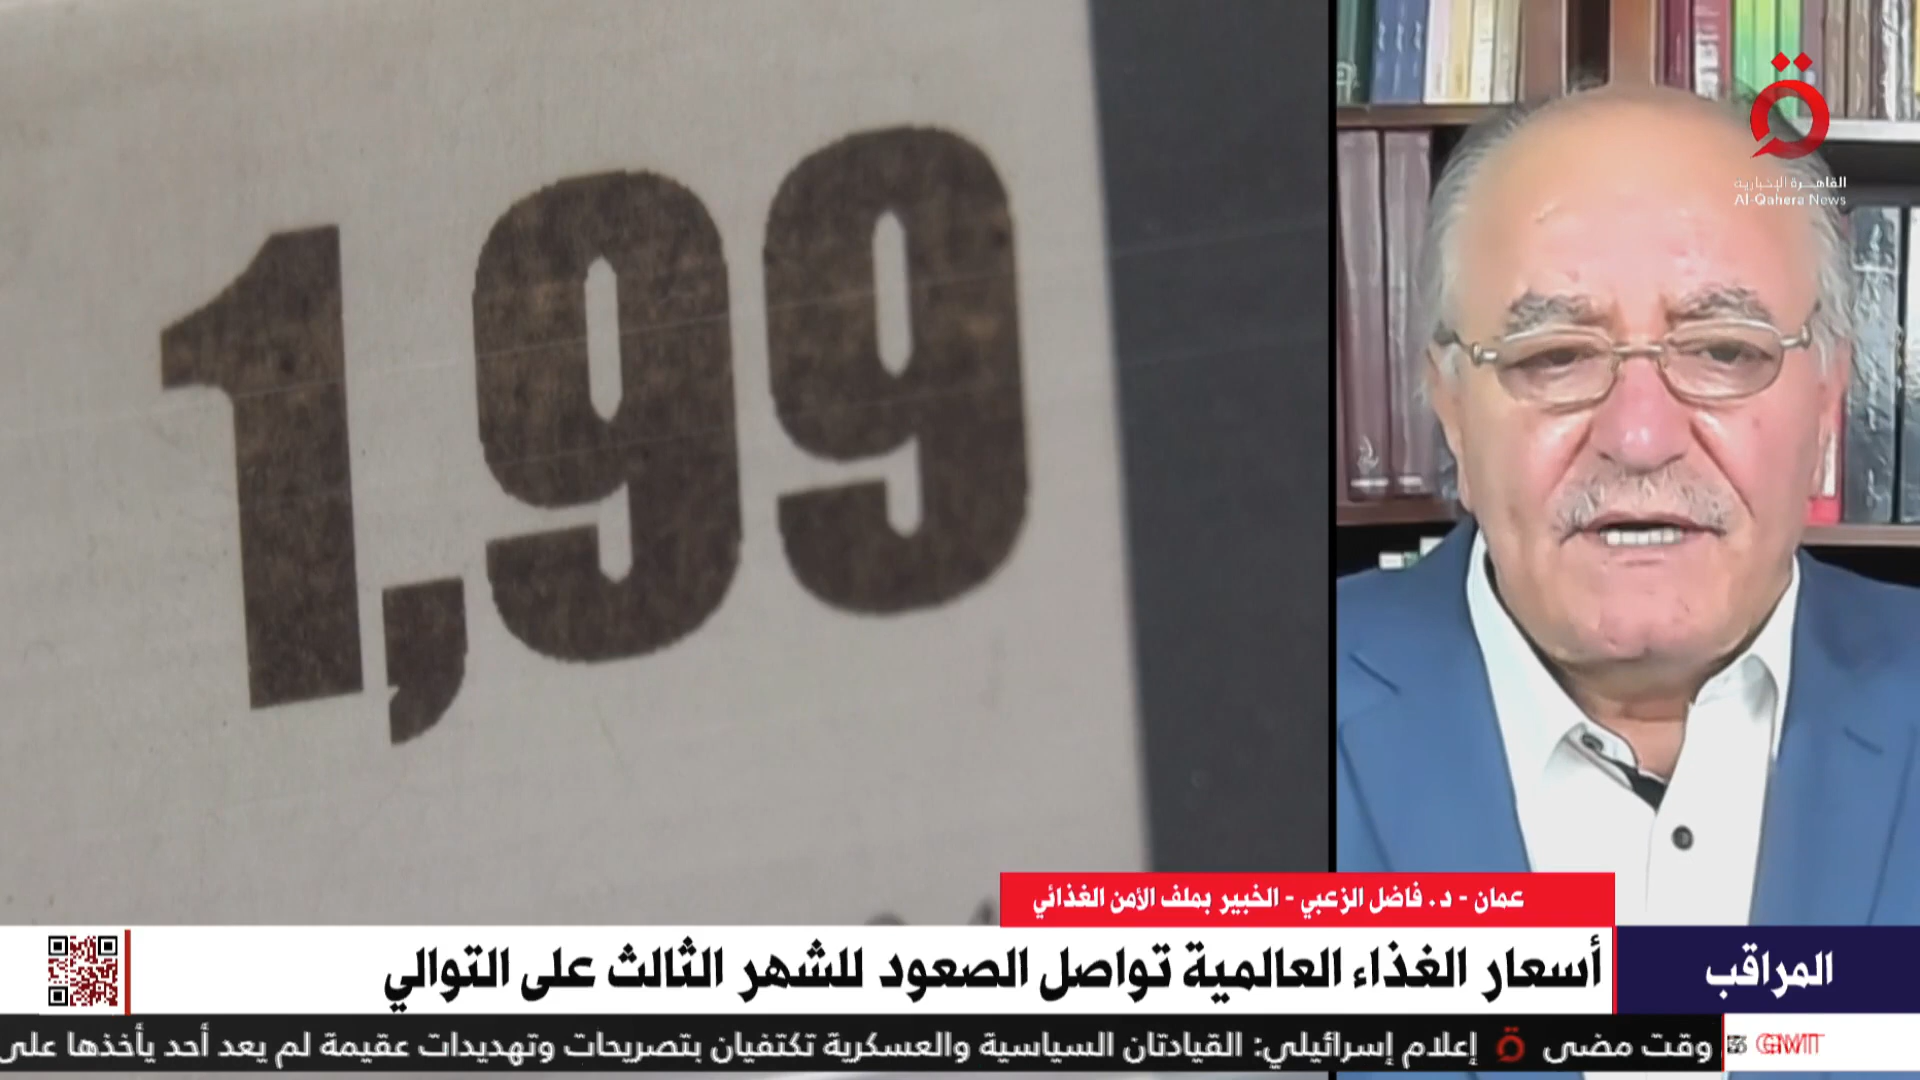 1,99
القاهرة الإخبارية
Al-Qahera News
عمان - د. فاضل الزعبي - الخبير بملف الأمن الغذائي
المراقب
أسعار الغذاء العالمية تواصل الصعود للشهر الثالث على التوالي
وقت مضى
إعلام إسرائيلي: القيادتان السياسية والعسكرية تكتفيان بتصريحات وتهديدات عقيمة لم يعد أحد يأخذها على